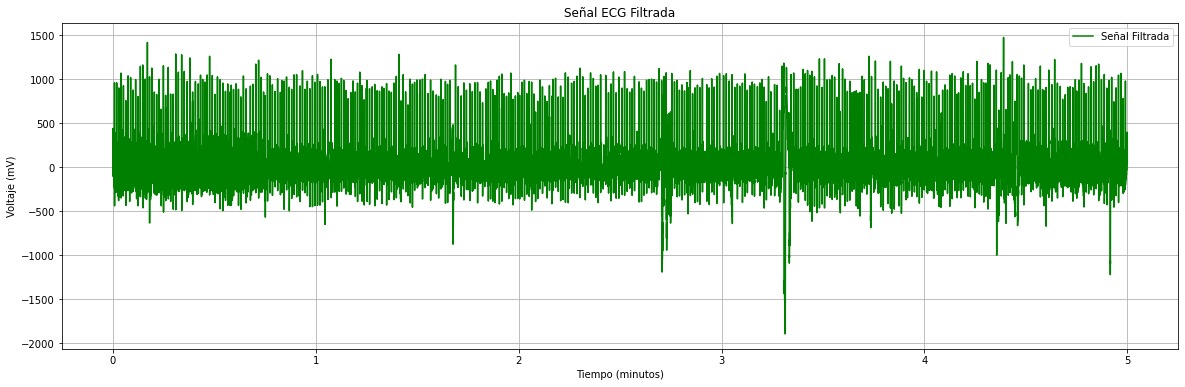 Señal ECG Filtrada
Señal Filtrada
Voltaje (mV)
1500
1000
500
0
−500
−1000
−1500
−2000
0 1 2 3 4 5
Tiempo (minutos)